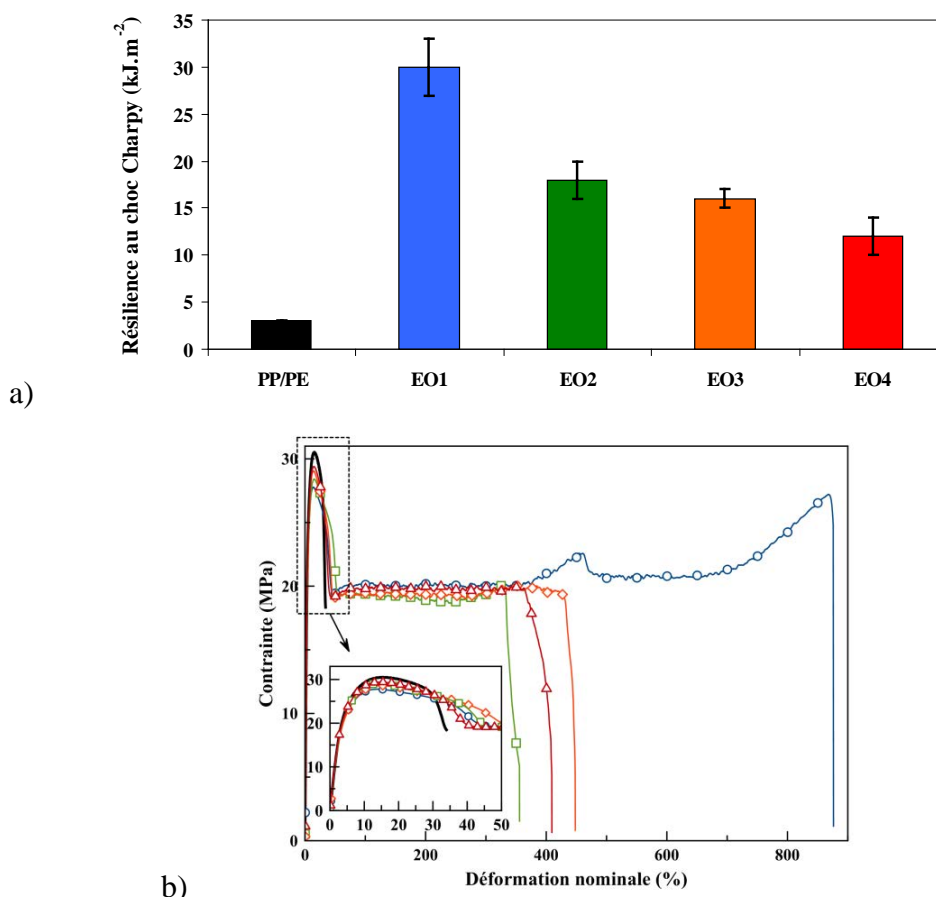 35
30
25
20
15
10
5
0
Résilience au choc Charpy (kJ.m-2)
PP/PE EO1 EO2 EO3 EO4
a)
30
20
10
0
Contrainte (MPa)
30
20
10
0
0 10 20 30 40 50
0 200 400 600 800
Déformation nominale (%)
b)